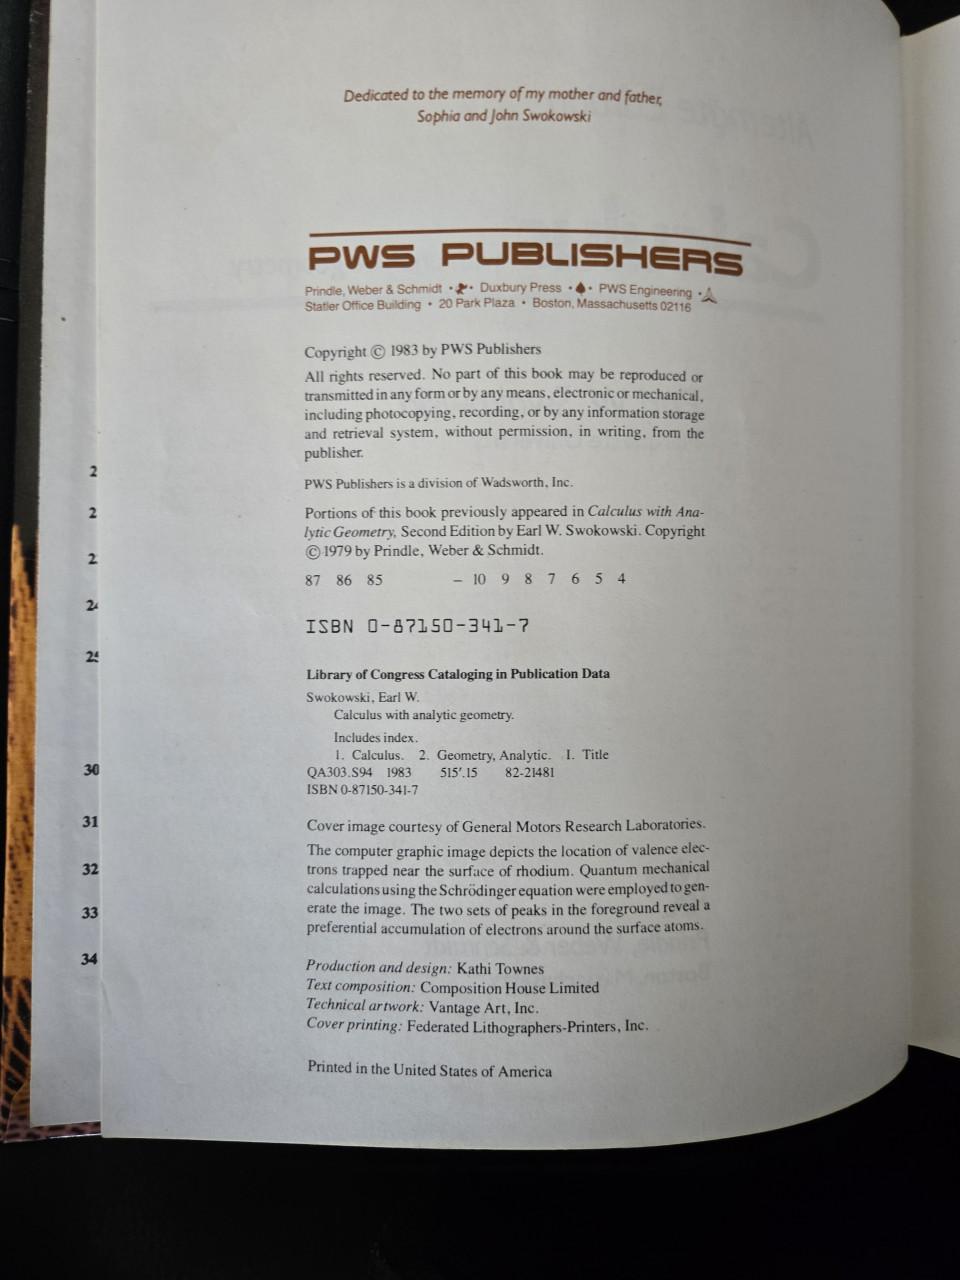 Dedicated to the memory of my mother and father,
Sophia and John Swokowski
PWS PUBLISHERS
Prindle, Weber & Schmidt • • Duxbury Press • • PWS Engineering •
Statler Office Building • 20 Park Plaza • Boston, Massachusetts 02116
Copyright © 1983 by PWS Publishers
All rights reserved. No part of this book may be reproduced or
transmitted in any form or by any means, electronic or mechanical,
including photocopying, recording, or by any information storage
and retrieval system, without permission, in writing, from the
publisher.
PWS Publishers is a division of Wadsworth, Inc.
Portions of this book previously appeared in Calculus with Ana-
lytic Geometry, Second Edition by Earl W. Swokowski. Copyright
© 1979 by Prindle, Weber & Schmidt.
87 86 85 – 10 9 8 7 6 5 4
ISBN 0-87150-341-7
Library of Congress Cataloging in Publication Data
Swokowski, Earl W.
Calculus with analytic geometry.
Includes index.
1. Calculus. 2. Geometry, Analytic. I. Title
QA303.S94 1983 515'.15 82-21481
ISBN 0-87150-341-7
Cover image courtesy of General Motors Research Laboratories.
The computer graphic image depicts the location of valence elec-
trons trapped near the surface of rhodium. Quantum mechanical
calculations using the Schrödinger equation were employed to gen-
erate the image. The two sets of peaks in the foreground reveal a
preferential accumulation of electrons around the surface atoms.
Production and design: Kathi Townes
Text composition: Composition House Limited
Technical artwork: Vantage Art, Inc.
Cover printing: Federated Lithographers-Printers, Inc.
Printed in the United States of America
2
2
2
24
25
30
31
32
33
34